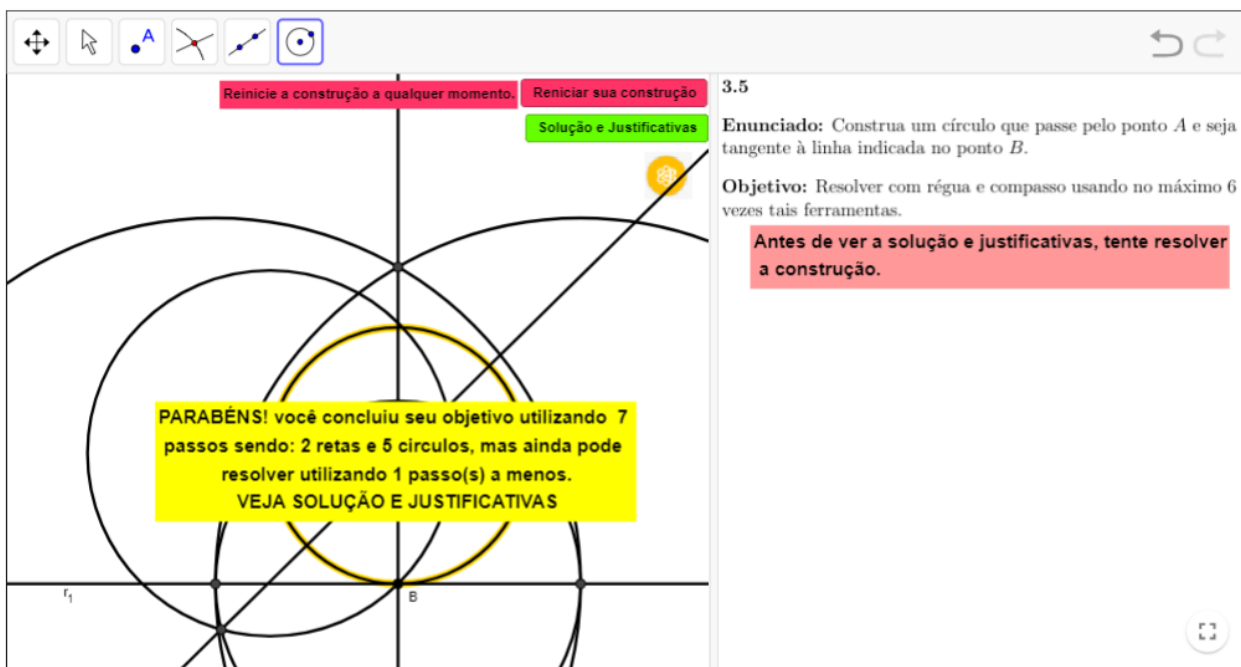 A
Reinicie a construção a qualquer momento.
Reniciar sua construção
Solução e Justificativas
3.5
Enunciado: Construa um círculo que passe pelo ponto A e seja
tangente à linha indicada no ponto B.
Objetivo: Resolver com régua e compasso usando no máximo 6
vezes tais ferramentas.
Antes de ver a solução e justificativas, tente resolver
a construção.
PARABÉNS! você concluiu seu objetivo utilizando 7
passos sendo: 2 retas e 5 circulos, mas ainda pode
resolver utilizando 1 passo(s) a menos.
VEJA SOLUÇÃO E JUSTIFICATIVAS
r₁
B